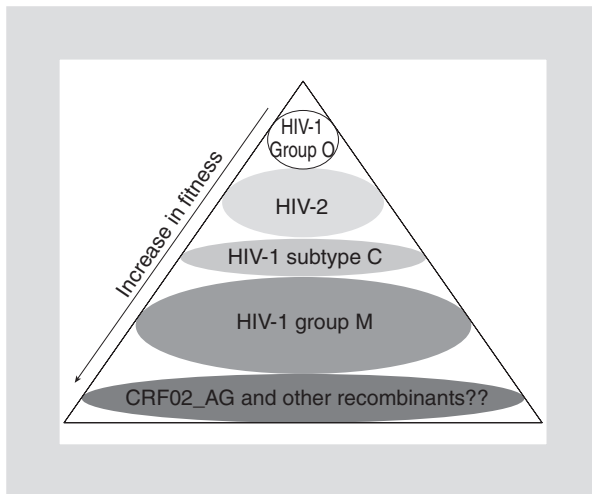 HIV-1
Group O
Increase in fitness
HIV-2
HIV-1 subtype C
HIV-1 group M
CRF02_AG and other recombinants??